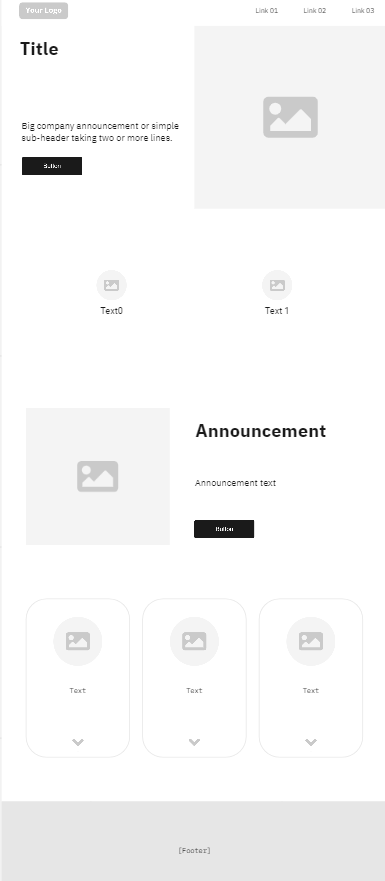 Your Logo
Link 01
Link 02
Link 03
Title
Big company announcement or simple
sub-header taking two or more lines.
Button
Text0
Text 1
Announcement
Announcement text
Button
Text
Text
Text
[Footer]